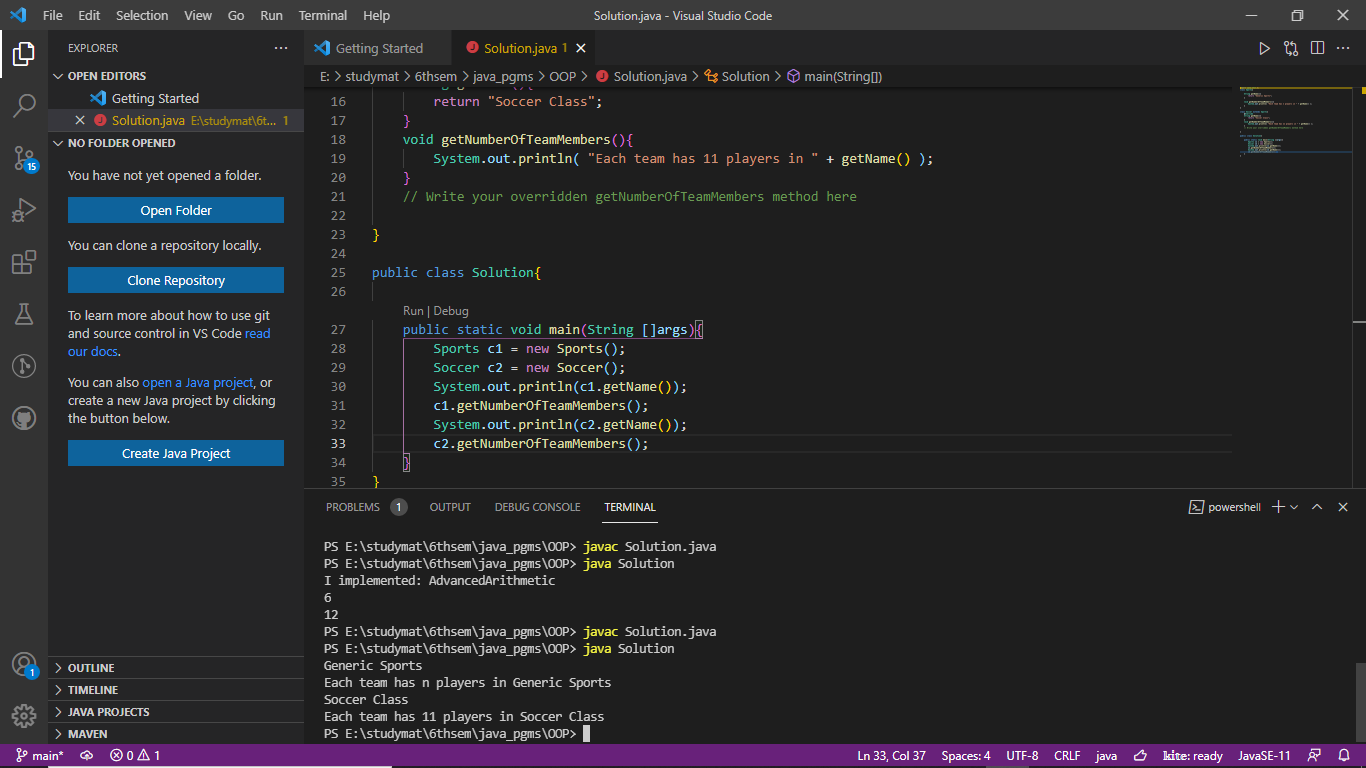 File Edit Selection View Go Run Terminal Help Solution.java - Visual Studio Code
EXPLORER
OPEN EDITORS
Getting Started
Solution.java E:\studymat\6t... 1
NO FOLDER OPENED
You have not yet opened a folder.
Open Folder
You can clone a repository locally.
Clone Repository
To learn more about how to use git
and source control in VS Code read
our docs.
You can also open a Java project, or
create a new Java project by clicking
the button below.
Create Java Project
OUTLINE
TIMELINE
JAVA PROJECTS
MAVEN
15
1
Getting Started Solution.java 1
E: > studymat > 6thsem > java_pgms > OOP > Solution.java > Solution > main(String[])
16 return "Soccer Class";
17 }
18 void getNumberOfTeamMembers(){
19 System.out.println( "Each team has 11 players in " + getName() );
20 }
21 // Write your overridden getNumberOfTeamMembers method here
22
23 }
24
25 public class Solution{
26
Run | Debug
27 public static void main(String []args){
28 Sports c1 = new Sports();
29 Soccer c2 = new Soccer();
30 System.out.println(c1.getName());
31 c1.getNumberOfTeamMembers();
32 System.out.println(c2.getName());
33 c2.getNumberOfTeamMembers();
34 }
35 }
PROBLEMS 1 OUTPUT DEBUG CONSOLE TERMINAL powershell
PS E:\studymat\6thsem\java_pgms\OOP> javac Solution.java
PS E:\studymat\6thsem\java_pgms\OOP> java Solution
I implemented: AdvancedArithmetic
6
12
PS E:\studymat\6thsem\java_pgms\OOP> javac Solution.java
PS E:\studymat\6thsem\java_pgms\OOP> java Solution
Generic Sports
Each team has n players in Generic Sports
Soccer Class
Each team has 11 players in Soccer Class
PS E:\studymat\6thsem\java_pgms\OOP>
main* 0 1 Ln 33, Col 37 Spaces: 4 UTF-8 CRLF java kite: ready JavaSE-11